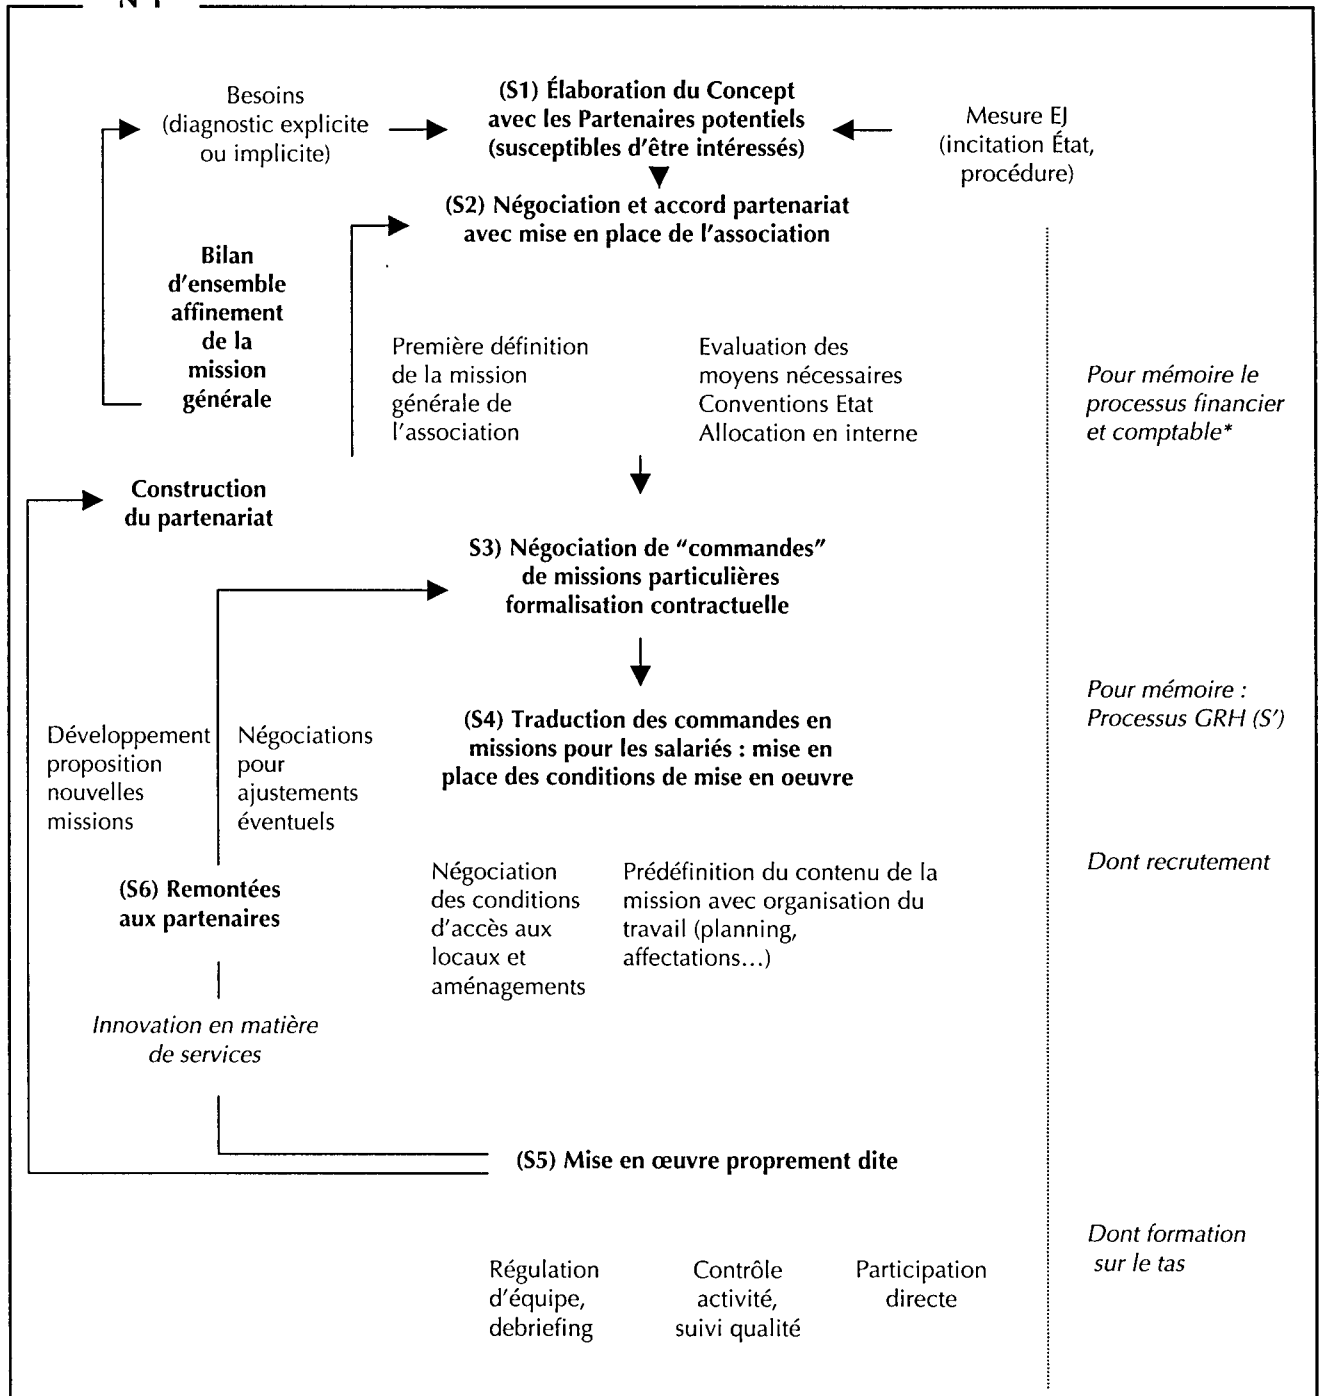 Besoins
(diagnostic explicite
ou implicite)
(S1) Élaboration du Concept
avec les Partenaires potentiels
(susceptibles d'être intéressés)
Mesure EJ
(incitation État,
procédure)
(S2) Négociation et accord partenariat
avec mise en place de l'association
Bilan
d'ensemble
affinement
de la
mission
générale
Première définition
de la mission
générale de
l'association
Evaluation des
moyens nécessaires
Conventions Etat
Allocation en interne
Pour mémoire le
processus financier
et comptable*
Construction
du partenariat
S3) Négociation de "commandes"
de missions particulières
formalisation contractuelle
Pour mémoire :
Processus GRH (S')
(S4) Traduction des commandes en
missions pour les salariés : mise en
place des conditions de mise en oeuvre
Développement
proposition
nouvelles
missions
Négociations
pour
ajustements
éventuels
Dont recrutement
(S6) Remontées
aux partenaires
Négociation
des conditions
d'accès aux
locaux et
aménagements
Prédéfinition du contenu de la
mission avec organisation du
travail (planning,
affectations...)
Innovation en matière
de services
(S5) Mise en œuvre proprement dite
Dont formation
sur le tas
Régulation
d'équipe,
debriefing
Contrôle
activité,
suivi qualité
Participation
directe